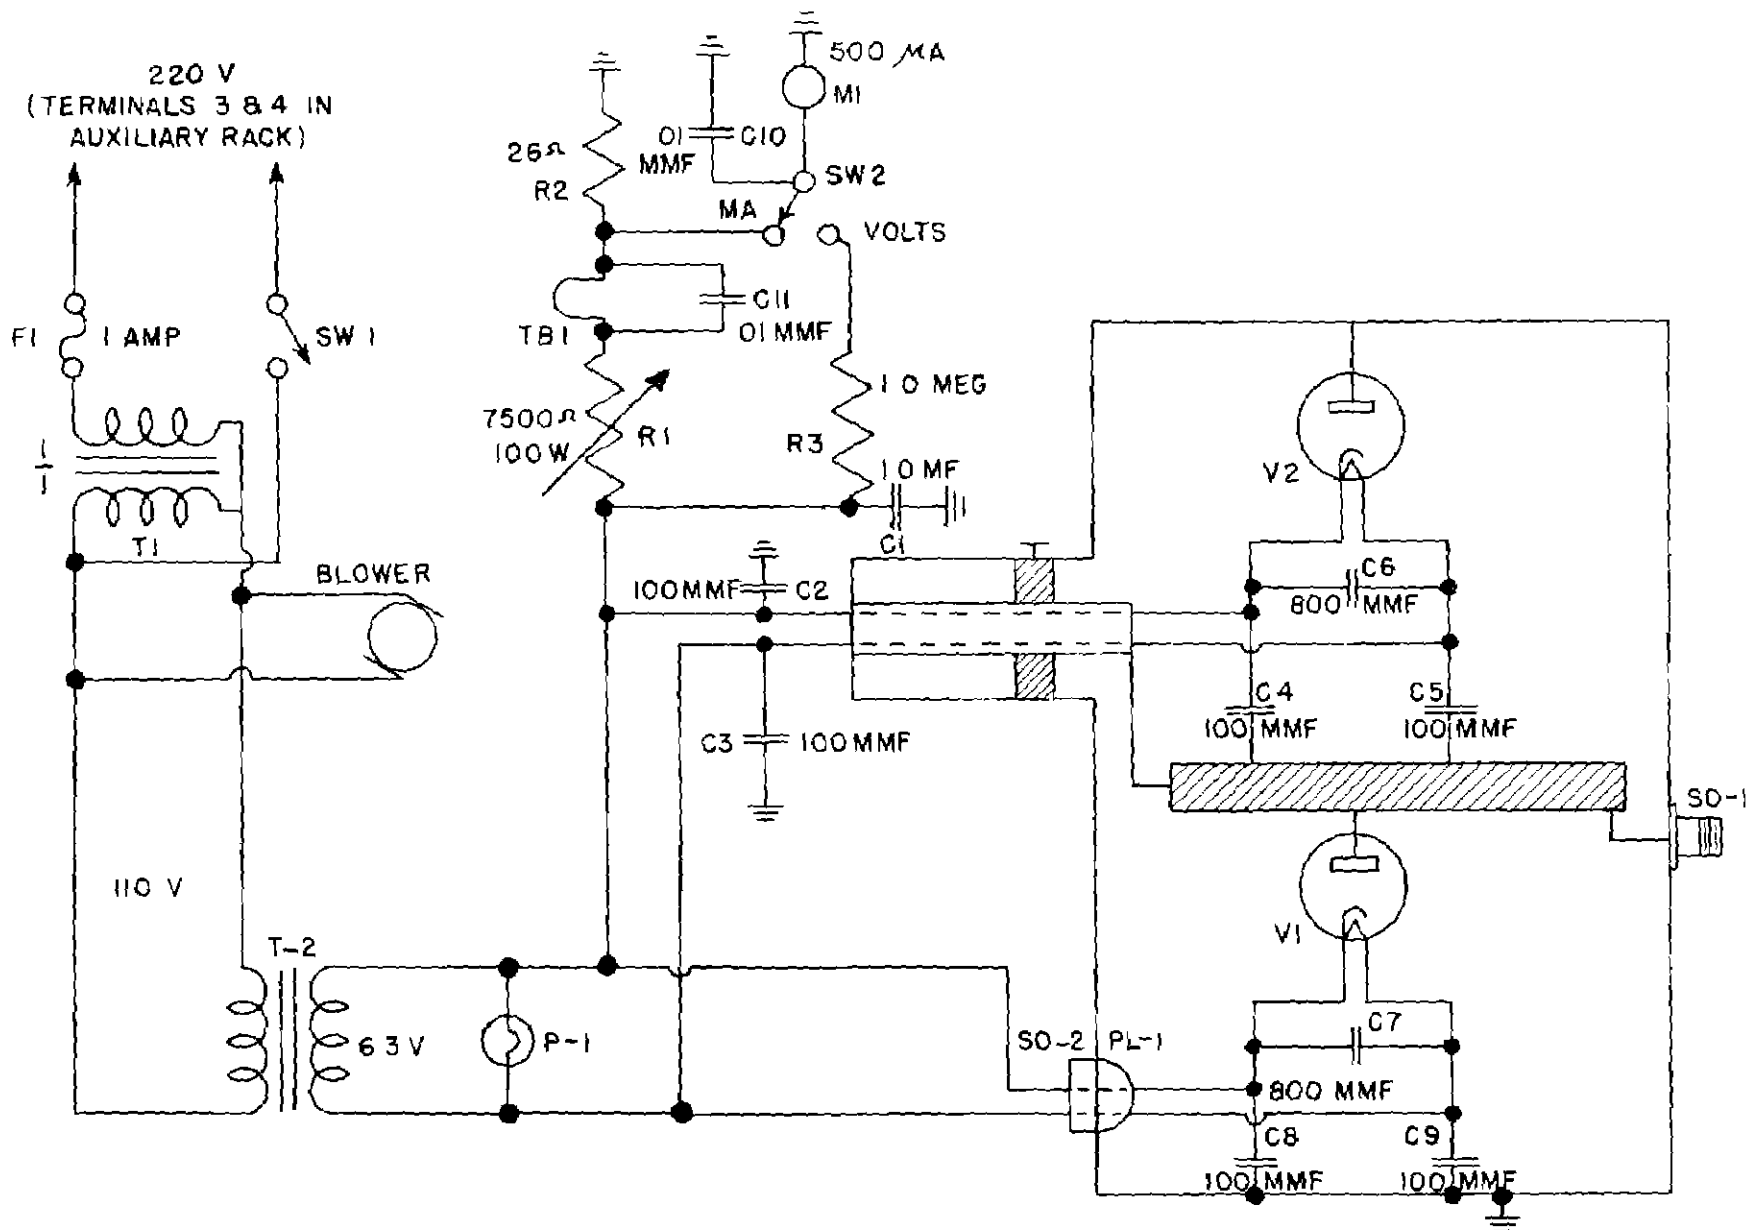 220 V
(TERMINALS 3 & 4 IN
AUXILIARY RACK)
500 μA
M1
01
MMF
C10
SW2
26Ω
R2
MA
VOLTS
C11
01 MMF
TB1
F1
1 AMP
SW1
7500Ω
100W
R1
R3
1 0 MEG
1 0 MF
C1
1
1
T1
BLOWER
100MMF
C2
V2
C6
800 MMF
C4
100 MMF
C5
100 MMF
C3
100MMF
SO-1
110 V
V1
T-2
6 3 V
P-1
SO-2
PL-1
C7
800 MMF
C8
100 MMF
C9
100 MMF